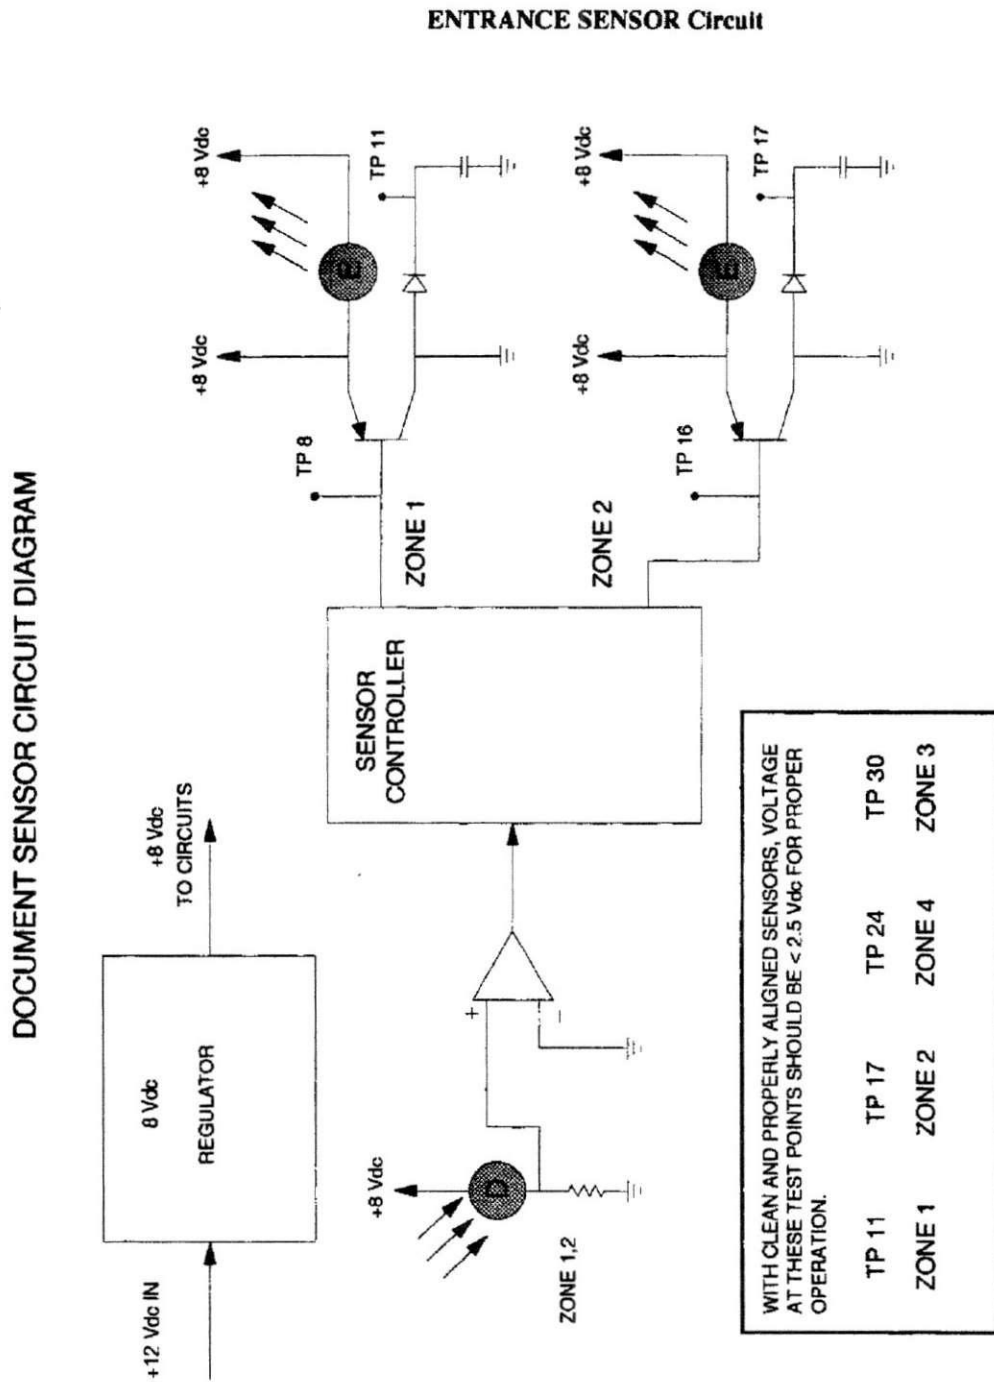 ENTRANCE SENSOR Circuit
DOCUMENT SENSOR CIRCUIT DIAGRAM
+12 Vdc IN
8 Vdc
REGULATOR
+8 Vdc
TO CIRCUITS
+8 Vdc
D
ZONE 1,2
+
–
SENSOR
CONTROLLER
ZONE 1
ZONE 2
TP 8
+8 Vdc
+8 Vdc
E
TP 11
TP 16
+8 Vdc
+8 Vdc
E
TP 17
WITH CLEAN AND PROPERLY ALIGNED SENSORS, VOLTAGE
AT THESE TEST POINTS SHOULD BE < 2.5 Vdc FOR PROPER
OPERATION.
TP 11 TP 17 TP 24 TP 30
ZONE 1 ZONE 2 ZONE 4 ZONE 3